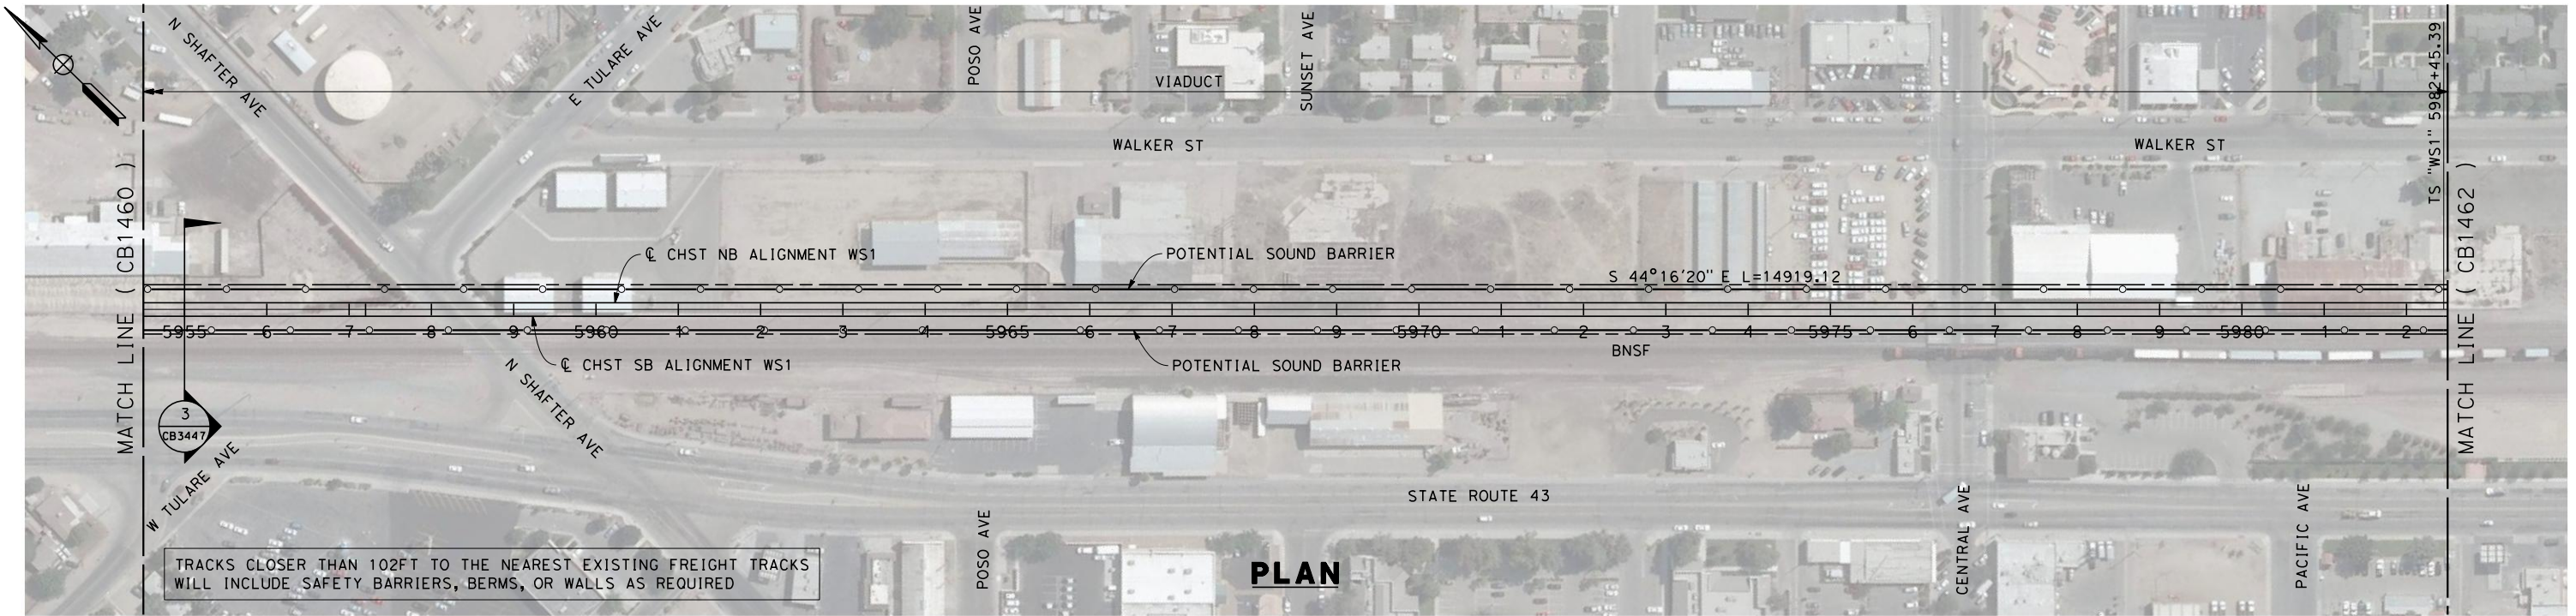 N SHAFTER AVE
E TULARE AVE
POSO AVE
SUNSET AVE
VIADUCT
TS "WS1" 5982+45.39
WALKER ST
WALKER ST
MATCH LINE ( CB1460 )
MATCH LINE ( CB1462 )
℄ CHST NB ALIGNMENT WS1
POTENTIAL SOUND BARRIER
S 44°16'20" E L=14919.12
5955 6 7 8 9 5960 1 2 3 4 5965 6 7 8 9 5970 1 2 3 4 5975 6 7 8 9 5980 1 2
BNSF
℄ CHST SB ALIGNMENT WS1
POTENTIAL SOUND BARRIER
N SHAFTER AVE
3
CB3447
W TULARE AVE
STATE ROUTE 43
POSO AVE
CENTRAL AVE
PACIFIC AVE
TRACKS CLOSER THAN 102FT TO THE NEAREST EXISTING FREIGHT TRACKS
WILL INCLUDE SAFETY BARRIERS, BERMS, OR WALLS AS REQUIRED
PLAN